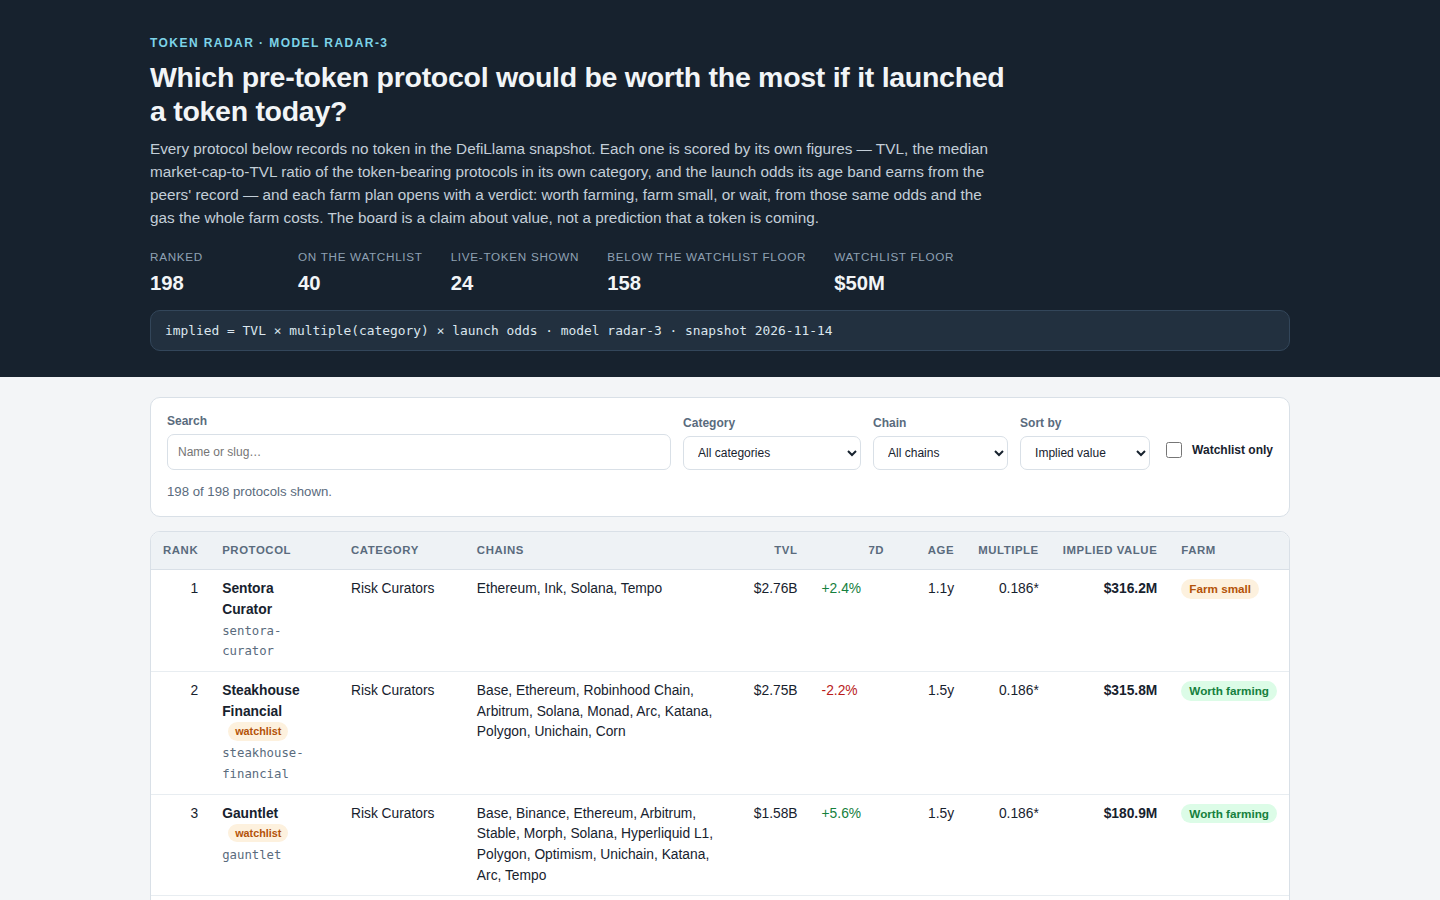 TOKEN RADAR · MODEL RADAR-3
Which pre-token protocol would be worth the most if it launched
a token today?
Every protocol below records no token in the DefiLlama snapshot. Each one is scored by its own figures — TVL, the median
market-cap-to-TVL ratio of the token-bearing protocols in its own category, and the launch odds its age band earns from the
peers' record — and each farm plan opens with a verdict: worth farming, farm small, or wait, from those same odds and the
gas the whole farm costs. The board is a claim about value, not a prediction that a token is coming.
RANKED ON THE WATCHLIST LIVE-TOKEN SHOWN BELOW THE WATCHLIST FLOOR WATCHLIST FLOOR
198 40 24 158 $50M
implied = TVL × multiple(category) × launch odds · model radar-3 · snapshot 2026-11-14
Search Category Chain Sort by
Name or slug… All categories All chains Implied value Watchlist only
198 of 198 protocols shown.
RANK PROTOCOL CATEGORY CHAINS TVL 7D AGE MULTIPLE IMPLIED VALUE FARM
1 Sentora Risk Curators Ethereum, Ink, Solana, Tempo $2.76B +2.4% 1.1y 0.186* $316.2M Farm small
Curator
sentora-
curator
2 Steakhouse Risk Curators Base, Ethereum, Robinhood Chain, $2.75B -2.2% 1.5y 0.186* $315.8M Worth farming
Financial Arbitrum, Solana, Monad, Arc, Katana,
watchlist Polygon, Unichain, Corn
steakhouse-
financial
3 Gauntlet Risk Curators Base, Binance, Ethereum, Arbitrum, $1.58B +5.6% 1.5y 0.186* $180.9M Worth farming
watchlist Stable, Morph, Solana, Hyperliquid L1,
gauntlet Polygon, Optimism, Unichain, Katana,
Arc, Tempo